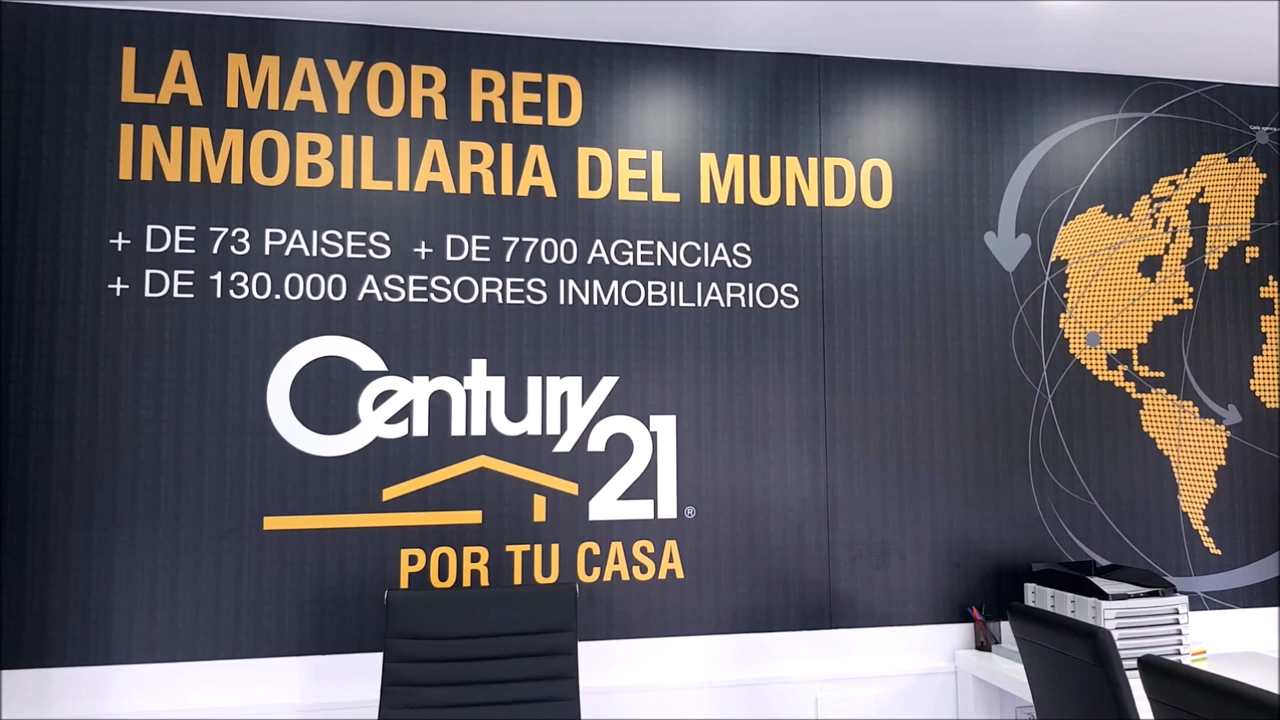 LA MAYOR RED
INMOBILIARIA DEL MUNDO
+ DE 73 PAISES + DE 7700 AGENCIAS
+ DE 130.000 ASESORES INMOBILIARIOS
Century
21®
POR TU CASA